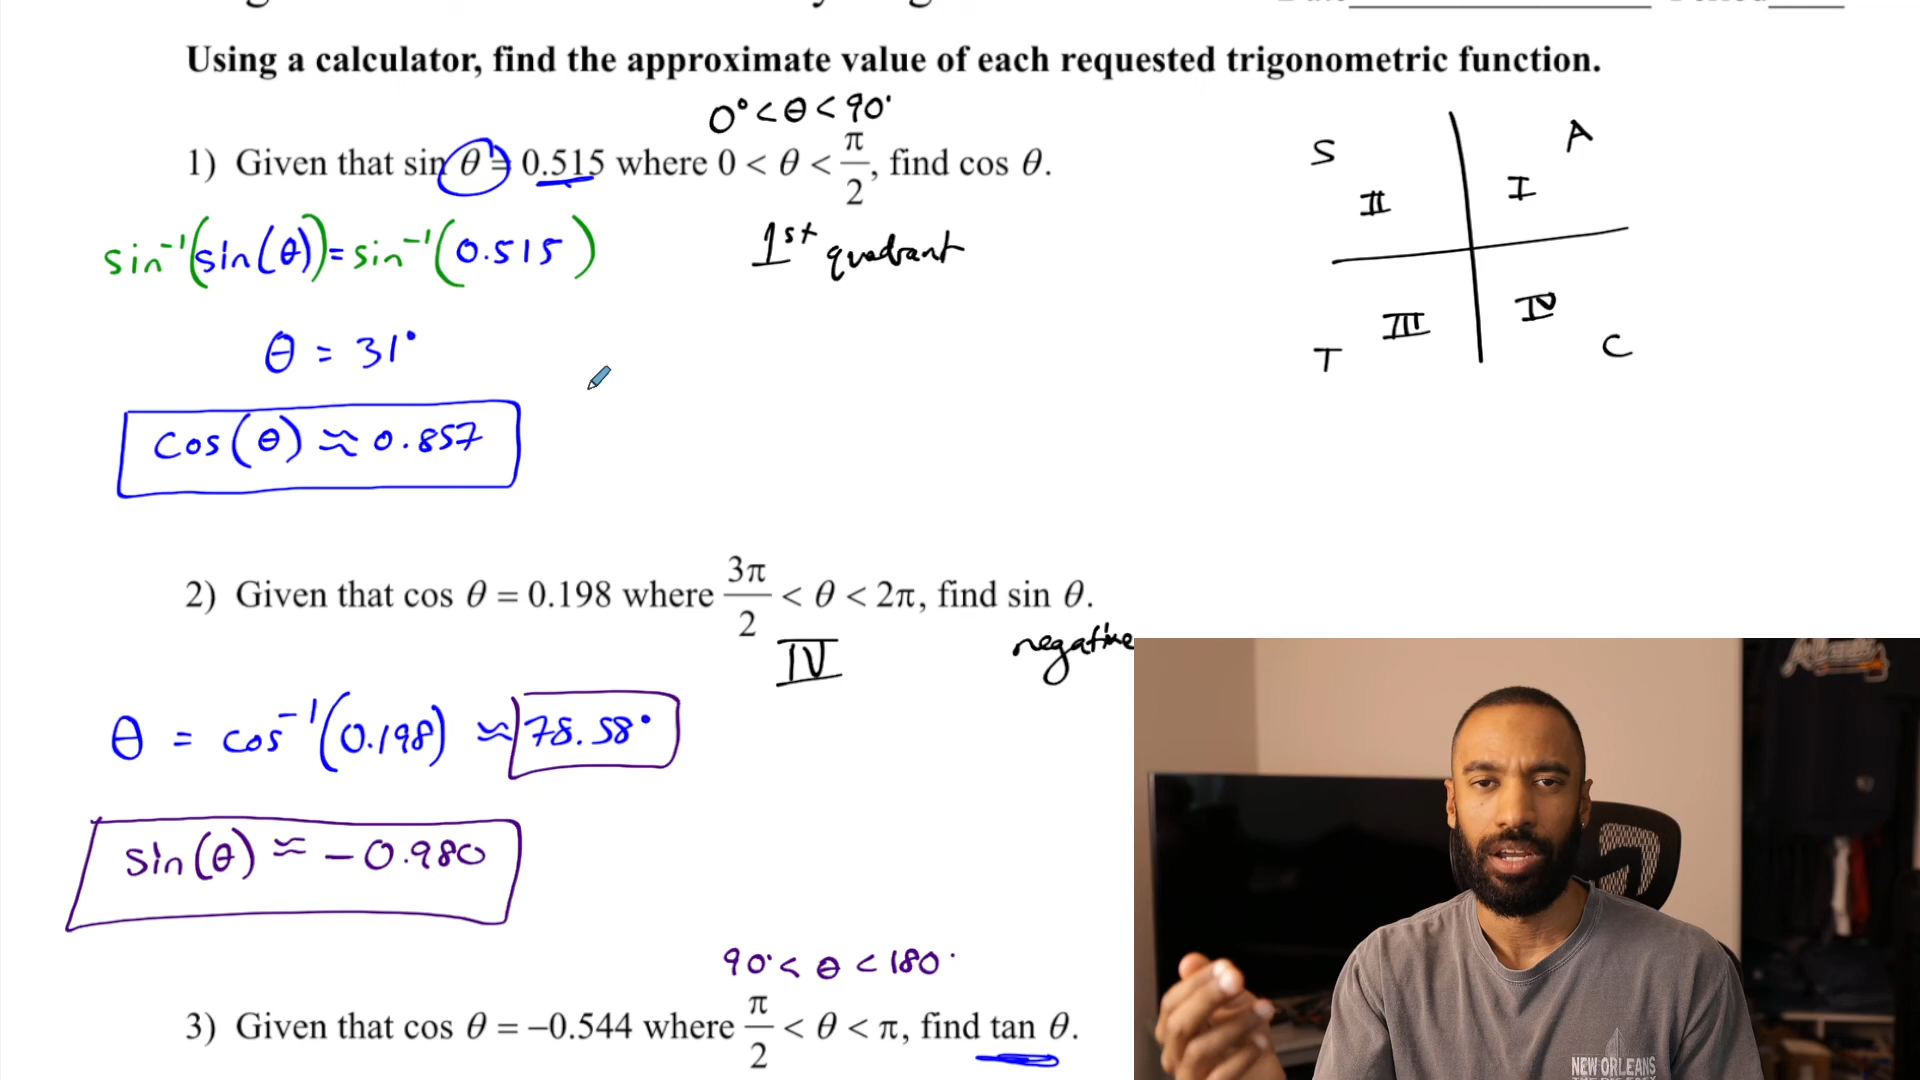 Using a calculator, find the approximate value of each requested trigonometric function.
0° < θ < 90°
1) Given that sin θ = 0.515 where 0 < θ < π/2, find cos θ.
sin⁻¹(sin(θ)) = sin⁻¹(0.515)
1st quadrant
θ = 31°
cos(θ) ≈ 0.857
S
A
II
I
III
IV
T
C
2) Given that cos θ = 0.198 where 3π/2 < θ < 2π, find sin θ.
IV
negative
θ = cos⁻¹(0.198) ≈ 78.58°
sin(θ) ≈ −0.980
90° < θ < 180°
3) Given that cos θ = −0.544 where π/2 < θ < π, find tan θ.
NEW ORLEANS